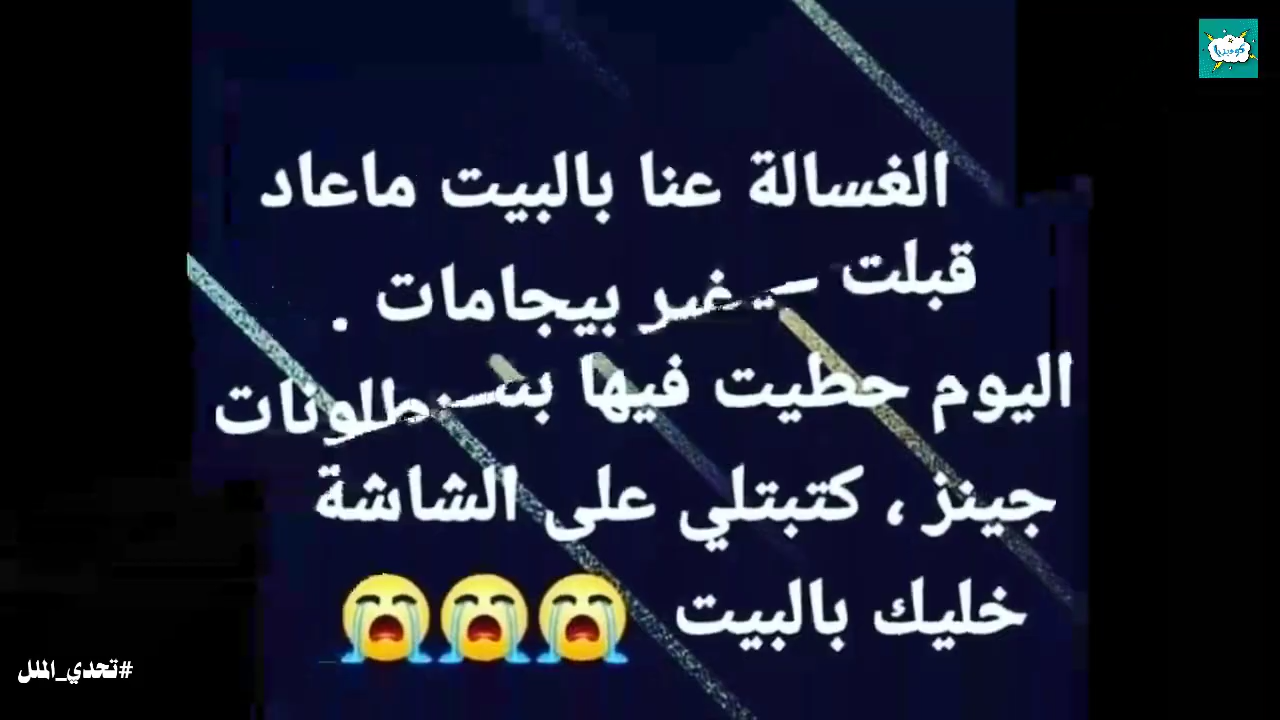 الغسالة عنا بالبيت ماعاد
قبلت غير بيجامات .
اليوم حطيت فيها بنطلونات
جينز ، كتبتلي على الشاشة
خليك بالبيت 😭😭😭
#تحدي_الملل